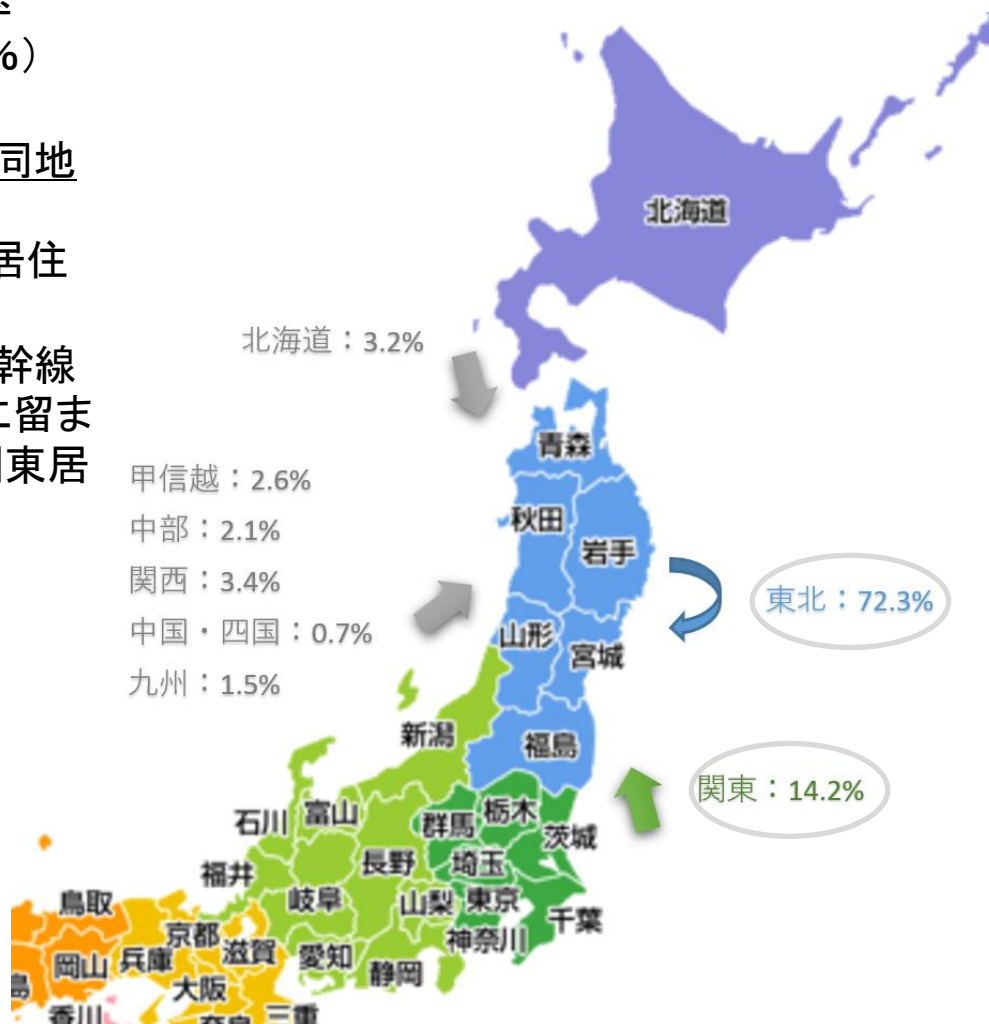 %）
同地
居住
幹線
に留ま
関東居
北海道
北海道：3.2%
青森
甲信越：2.6%
秋田
中部：2.1%
岩手
関西：3.4%
東北：72.3%
中国・四国：0.7%
山形
宮城
九州：1.5%
新潟
福島
関東：14.2%
石川
富山
群馬
栃木
茨城
福井
長野
埼玉
鳥取
岐阜
山梨
東京
千葉
京都
神奈川
岡山
兵庫
滋賀
愛知
静岡
島
大阪
香川
奈良
三重